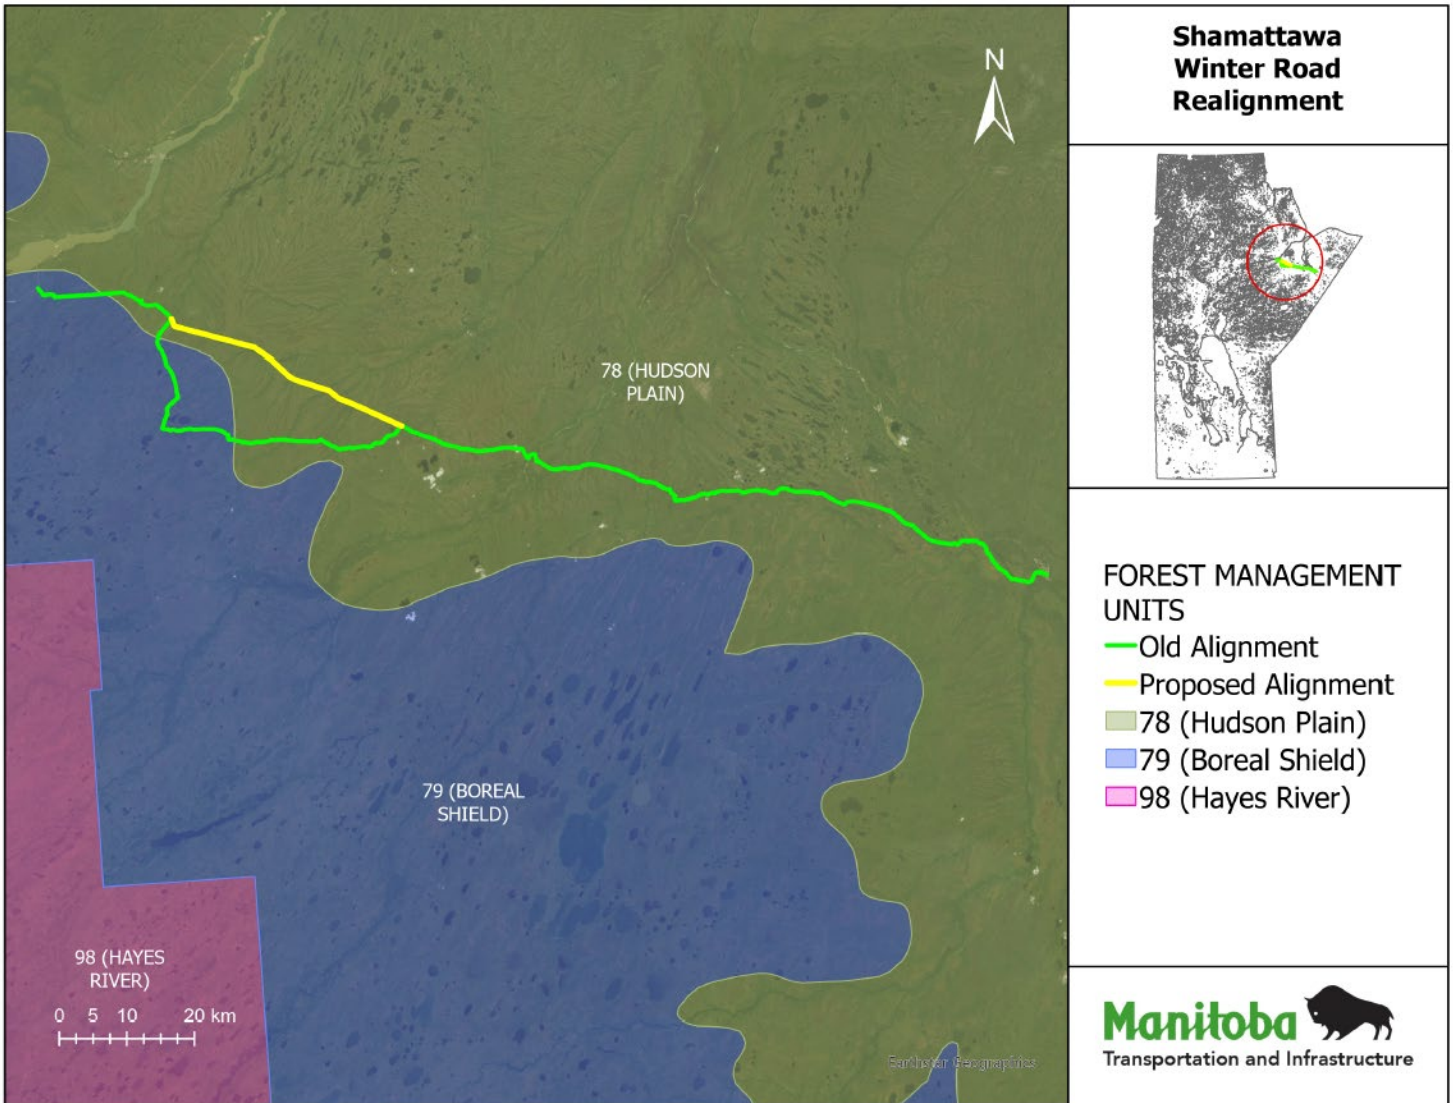 Shamattawa
Winter Road
Realignment
N
78 (HUDSON
PLAIN)
79 (BOREAL
SHIELD)
98 (HAYES
RIVER)
0 5 10 20 km
Earthstar Geographics
FOREST MANAGEMENT
UNITS
Old Alignment
Proposed Alignment
78 (Hudson Plain)
79 (Boreal Shield)
98 (Hayes River)
Manitoba
Transportation and Infrastructure